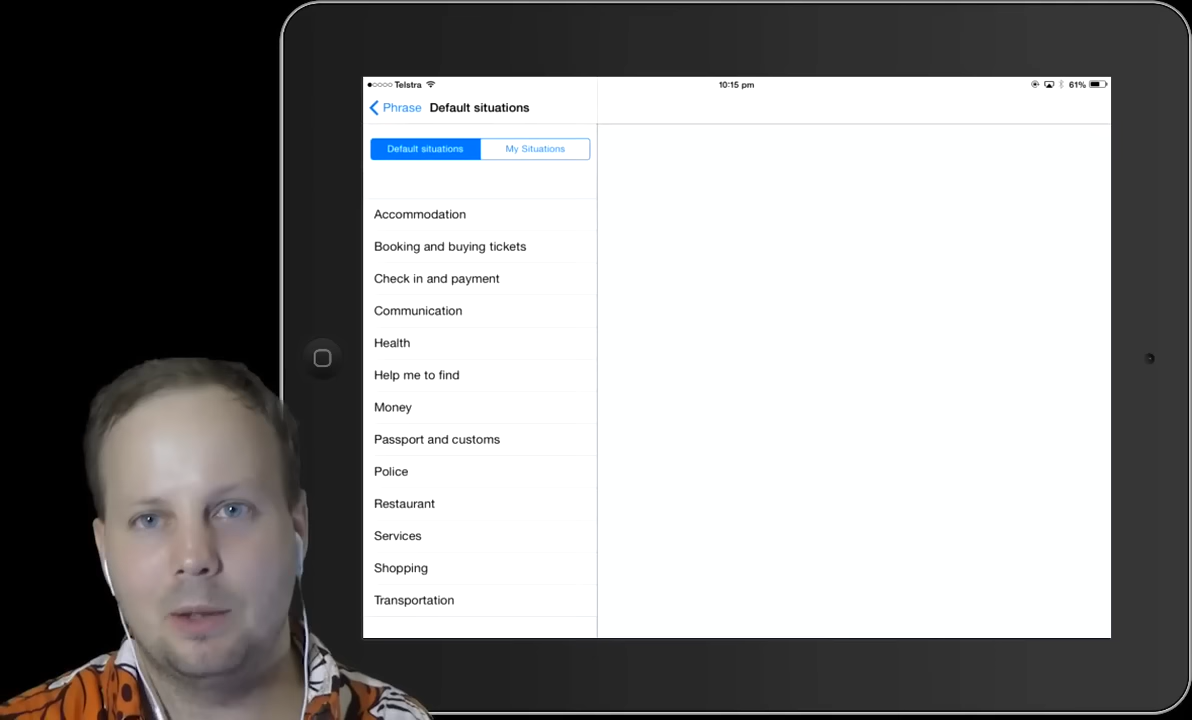 Telstra 10:15 pm 61%
Phrase Default situations
Default situations My Situations
Accommodation
Booking and buying tickets
Check in and payment
Communication
Health
Help me to find
Money
Passport and customs
Police
Restaurant
Services
Shopping
Transportation